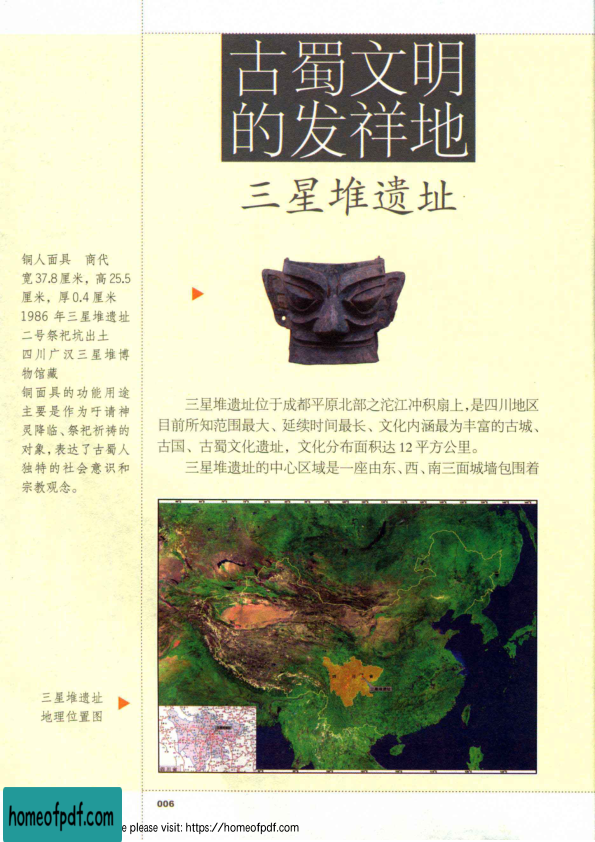 古蜀文明
的发祥地
三星堆遗址
铜人面具 商代
宽37.8厘米，高25.5
厘米，厚0.4厘米
1986 年三星堆遗址
二号祭祀坑出土
四川广汉三星堆博
物馆藏
铜面具的功能用途
主要是作为吁请神
灵降临、祭祀祈祷的
对象，表达了古蜀人
独特的社会意识和
宗教观念。
三星堆遗址位于成都平原北部之沱江冲积扇上，是四川地区
目前所知范围最大、延续时间最长、文化内涵最为丰富的古城、
古国、古蜀文化遗址，文化分布面积达 12 平方公里。
三星堆遗址的中心区域是一座由东、西、南三面城墙包围着
三星堆遗址
地理位置图
006
homeofpdf.com
please visit: https://homeofpdf.com